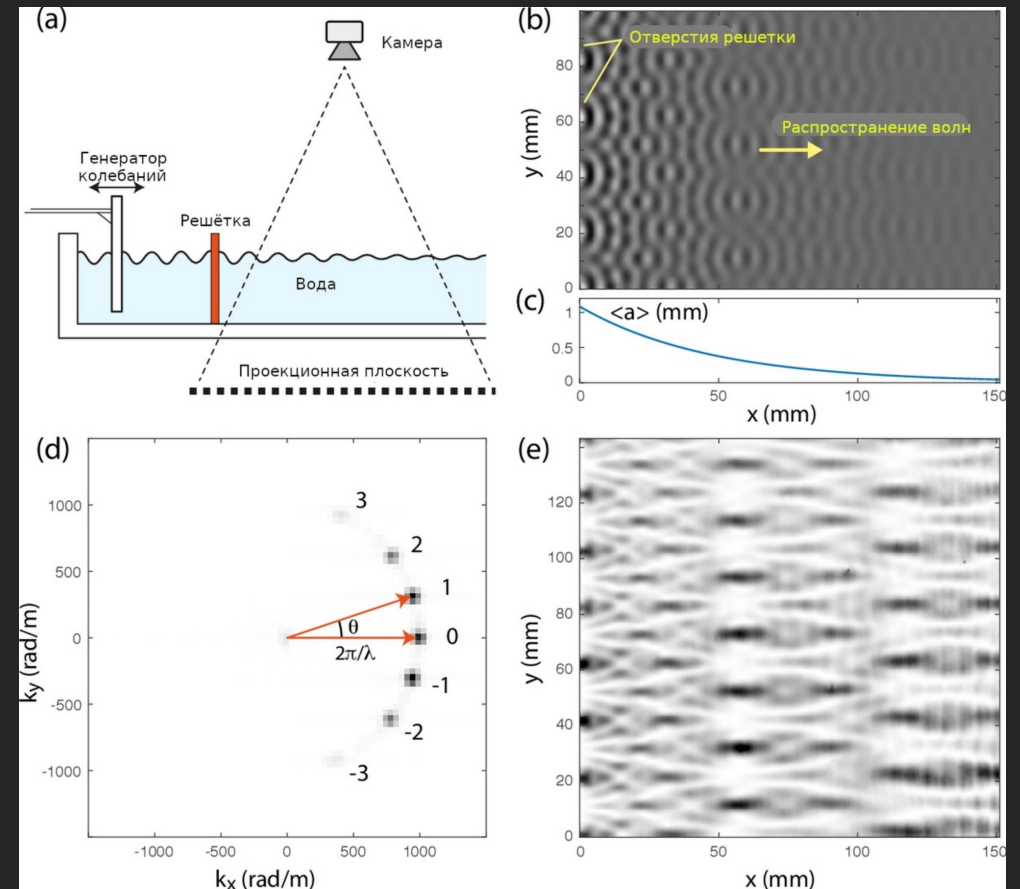 (a)
Камера
Генератор
колебаний
Решётка
Вода
Проекционная плоскость
(b)
Отверстия решетки
Распространение волн
80
60
40
20
0
y (mm)
(c)
<a> (mm)
1
0.5
0
0
50
100
150
x (mm)
(d)
1000
500
0
-500
-1000
ky (rad/m)
3
2
1
0
-1
-2
-3
θ
2π/λ
-1000
-500
0
500
1000
kx (rad/m)
(e)
120
100
80
60
40
20
0
y (mm)
0
50
100
150
x (mm)